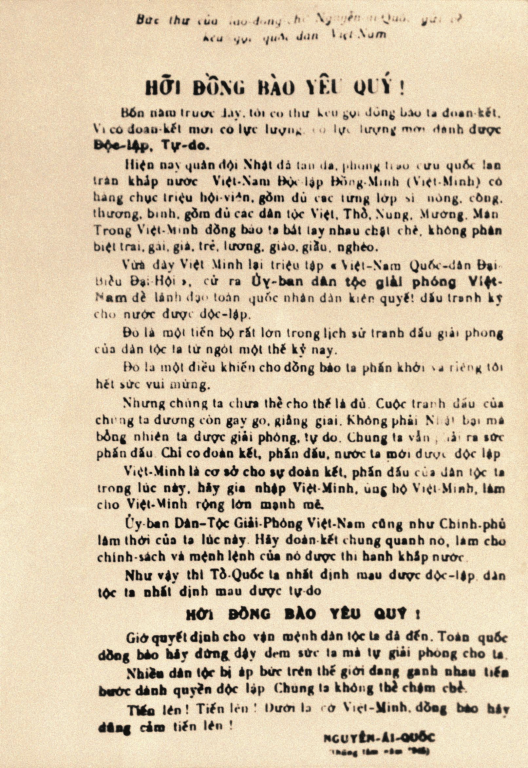 Bức thư của lão-đồng chí Nguyễn-ái-Quốc gửi
kêu gọi quốc dân Việt-Nam
HỠI ĐỒNG BÀO YÊU QUÝ !
Bốn năm trước đây, tôi có thư kêu gọi đồng bào ta đoàn-kết.
Vì có đoàn-kết mới có lực lượng, có lực lượng mới dành được
Độc-lập, Tự-do.
Hiện nay quân đội Nhật đã tan dã, phong trào cứu quốc lan
tràn khắp nước Việt-Nam Độc lập Đồng-Minh (Việt-Minh) có
hàng chục triệu hội-viên, gồm đủ các từng lớp sĩ nông, công,
thương, binh, gồm đủ các dân tộc Việt, Thổ, Nùng, Mường, Mán
Trong Việt-Minh đồng bào ta bắt tay nhau chặt chẽ, không phân
biệt trai, gái, già, trẻ, lương, giáo, giầu, nghèo.
Vừa đây Việt Minh lại triệu tập « Việt-Nam Quốc-dân Đại-
Biểu Đại-Hội », cử ra Ủy-ban dân tộc giải phóng Việt-
Nam để lãnh đạo toàn quốc nhân dân kiên quyết đấu tranh kỳ
cho nước được độc-lập.
Đó là một tiến bộ rất lớn trong lịch sử tranh đấu giải phóng
của dân tộc ta từ ngót một thế kỷ nay.
Đó là một điều khiến cho đồng bào ta phấn khởi và riêng tôi
hết sức vui mừng.
Nhưng chúng ta chưa thể cho thế là đủ. Cuộc tranh đấu của
chúng ta đương còn gay go, giằng giai. Không phải Nhật bại mà
bỗng nhiên ta được giải phóng, tự do. Chúng ta vẫn phải ra sức
phấn đấu. Chỉ có đoàn kết, phấn đấu, nước ta mới được độc lập
Việt-Minh là cơ sở cho sự đoàn kết, phấn đấu của dân tộc ta
trong lúc này, hãy gia nhập Việt-Minh, ủng hộ Việt-Minh, làm
cho Việt-Minh rộng lớn mạnh mẽ.
Ủy-ban Dân-Tộc Giải-Phóng Việt-Nam cũng như Chính-phủ
lâm thời của ta lúc này. Hãy đoàn-kết chung quanh nó, làm cho
chính-sách và mệnh lệnh của nó được thi hành khắp nước.
Như vậy thì Tổ-Quốc ta nhất định mau được độc-lập dân
tộc ta nhất định mau được tự-do
HỠI ĐỒNG BÀO YÊU QUÝ !
Giờ quyết định cho vận mệnh dân tộc ta đã đến. Toàn quốc
đồng bào hãy đứng dậy đem sức ta mà tự giải phóng cho ta.
Nhiều dân tộc bị áp bức trên thế giới đang ganh nhau tiến
bước dành quyền độc lập Chúng ta không thể chậm chễ.
Tiến lên ! Tiến lên ! Dưới lá cờ Việt-Minh, đồng bào hãy
dũng cảm tiến lên !
NGUYỄN-ÁI-QUỐC
Tháng tám năm 1945